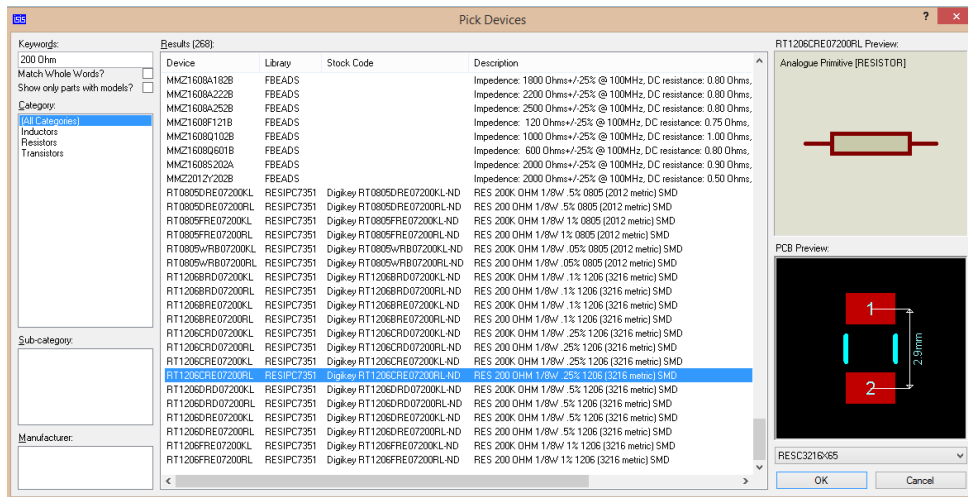 isis Pick Devices ? ×
Keywords:
200 Ohm
Match Whole Words?
Show only parts with models?
Category:
(All Categories)
Inductors
Resistors
Transistors
Sub-category:
Manufacturer:
Results (268):
Device Library Stock Code Description
MMZ1608A182B FBEADS Impedence: 1800 Ohms+/-25% @ 100MHz, DC resistance: 0.80 Ohms,
MMZ1608A222B FBEADS Impedence: 2200 Ohms+/-25% @ 100MHz, DC resistance: 0.80 Ohms,
MMZ1608A252B FBEADS Impedence: 2500 Ohms+/-25% @ 100MHz, DC resistance: 0.80 Ohms,
MMZ1608F121B FBEADS Impedence: 120 Ohms+/-25% @ 100MHz, DC resistance: 0.75 Ohms,
MMZ1608Q102B FBEADS Impedence: 1000 Ohms+/-25% @ 100MHz, DC resistance: 1.00 Ohms,
MMZ1608Q601B FBEADS Impedence: 600 Ohms+/-25% @ 100MHz, DC resistance: 0.80 Ohms,
MMZ1608S202A FBEADS Impedence: 2000 Ohms+/-25% @ 100MHz, DC resistance: 0.90 Ohms,
MMZ2012Y202B FBEADS Impedence: 2000 Ohms+/-25% @ 100MHz, DC resistance: 0.50 Ohms,
RT0805DRE07200KL RESIPC7351 Digikey RT0805DRE07200KL-ND RES 200K OHM 1/8W .5% 0805 (2012 metric) SMD
RT0805DRE07200RL RESIPC7351 Digikey RT0805DRE07200RL-ND RES 200 OHM 1/8W .5% 0805 (2012 metric) SMD
RT0805FRE07200KL RESIPC7351 Digikey RT0805FRE07200KL-ND RES 200K OHM 1/8W 1% 0805 (2012 metric) SMD
RT0805FRE07200RL RESIPC7351 Digikey RT0805FRE07200RL-ND RES 200 OHM 1/8W 1% 0805 (2012 metric) SMD
RT0805WRB07200KL RESIPC7351 Digikey RT0805WRB07200KL-ND RES 200K OHM 1/8W .05% 0805 (2012 metric) SMD
RT0805WRB07200RL RESIPC7351 Digikey RT0805WRB07200RL-ND RES 200 OHM 1/8W .05% 0805 (2012 metric) SMD
RT1206BRD07200KL RESIPC7351 Digikey RT1206BRD07200KL-ND RES 200K OHM 1/8W .1% 1206 (3216 metric) SMD
RT1206BRD07200RL RESIPC7351 Digikey RT1206BRD07200RL-ND RES 200 OHM 1/8W .1% 1206 (3216 metric) SMD
RT1206BRE07200KL RESIPC7351 Digikey RT1206BRE07200KL-ND RES 200K OHM 1/8W .1% 1206 (3216 metric) SMD
RT1206BRE07200RL RESIPC7351 Digikey RT1206BRE07200RL-ND RES 200 OHM 1/8W .1% 1206 (3216 metric) SMD
RT1206CRD07200KL RESIPC7351 Digikey RT1206CRD07200KL-ND RES 200K OHM 1/8W .25% 1206 (3216 metric) SMD
RT1206CRD07200RL RESIPC7351 Digikey RT1206CRD07200RL-ND RES 200 OHM 1/8W .25% 1206 (3216 metric) SMD
RT1206CRE07200KL RESIPC7351 Digikey RT1206CRE07200KL-ND RES 200K OHM 1/8W .25% 1206 (3216 metric) SMD
RT1206CRE07200RL RESIPC7351 Digikey RT1206CRE07200RL-ND RES 200 OHM 1/8W .25% 1206 (3216 metric) SMD
RT1206DRD07200KL RESIPC7351 Digikey RT1206DRD07200KL-ND RES 200K OHM 1/8W .5% 1206 (3216 metric) SMD
RT1206DRD07200RL RESIPC7351 Digikey RT1206DRD07200RL-ND RES 200 OHM 1/8W .5% 1206 (3216 metric) SMD
RT1206DRE07200KL RESIPC7351 Digikey RT1206DRE07200KL-ND RES 200K OHM 1/8W .5% 1206 (3216 metric) SMD
RT1206DRE07200RL RESIPC7351 Digikey RT1206DRE07200RL-ND RES 200 OHM 1/8W .5% 1206 (3216 metric) SMD
RT1206FRE07200KL RESIPC7351 Digikey RT1206FRE07200KL-ND RES 200K OHM 1/8W 1% 1206 (3216 metric) SMD
RT1206FRE07200RL RESIPC7351 Digikey RT1206FRE07200RL-ND RES 200 OHM 1/8W 1% 1206 (3216 metric) SMD
RT1206CRE07200RL Preview:
Analogue Primitive [RESISTOR]
PCB Preview:
1
2.9mm
2
RESC3216X65
OK Cancel